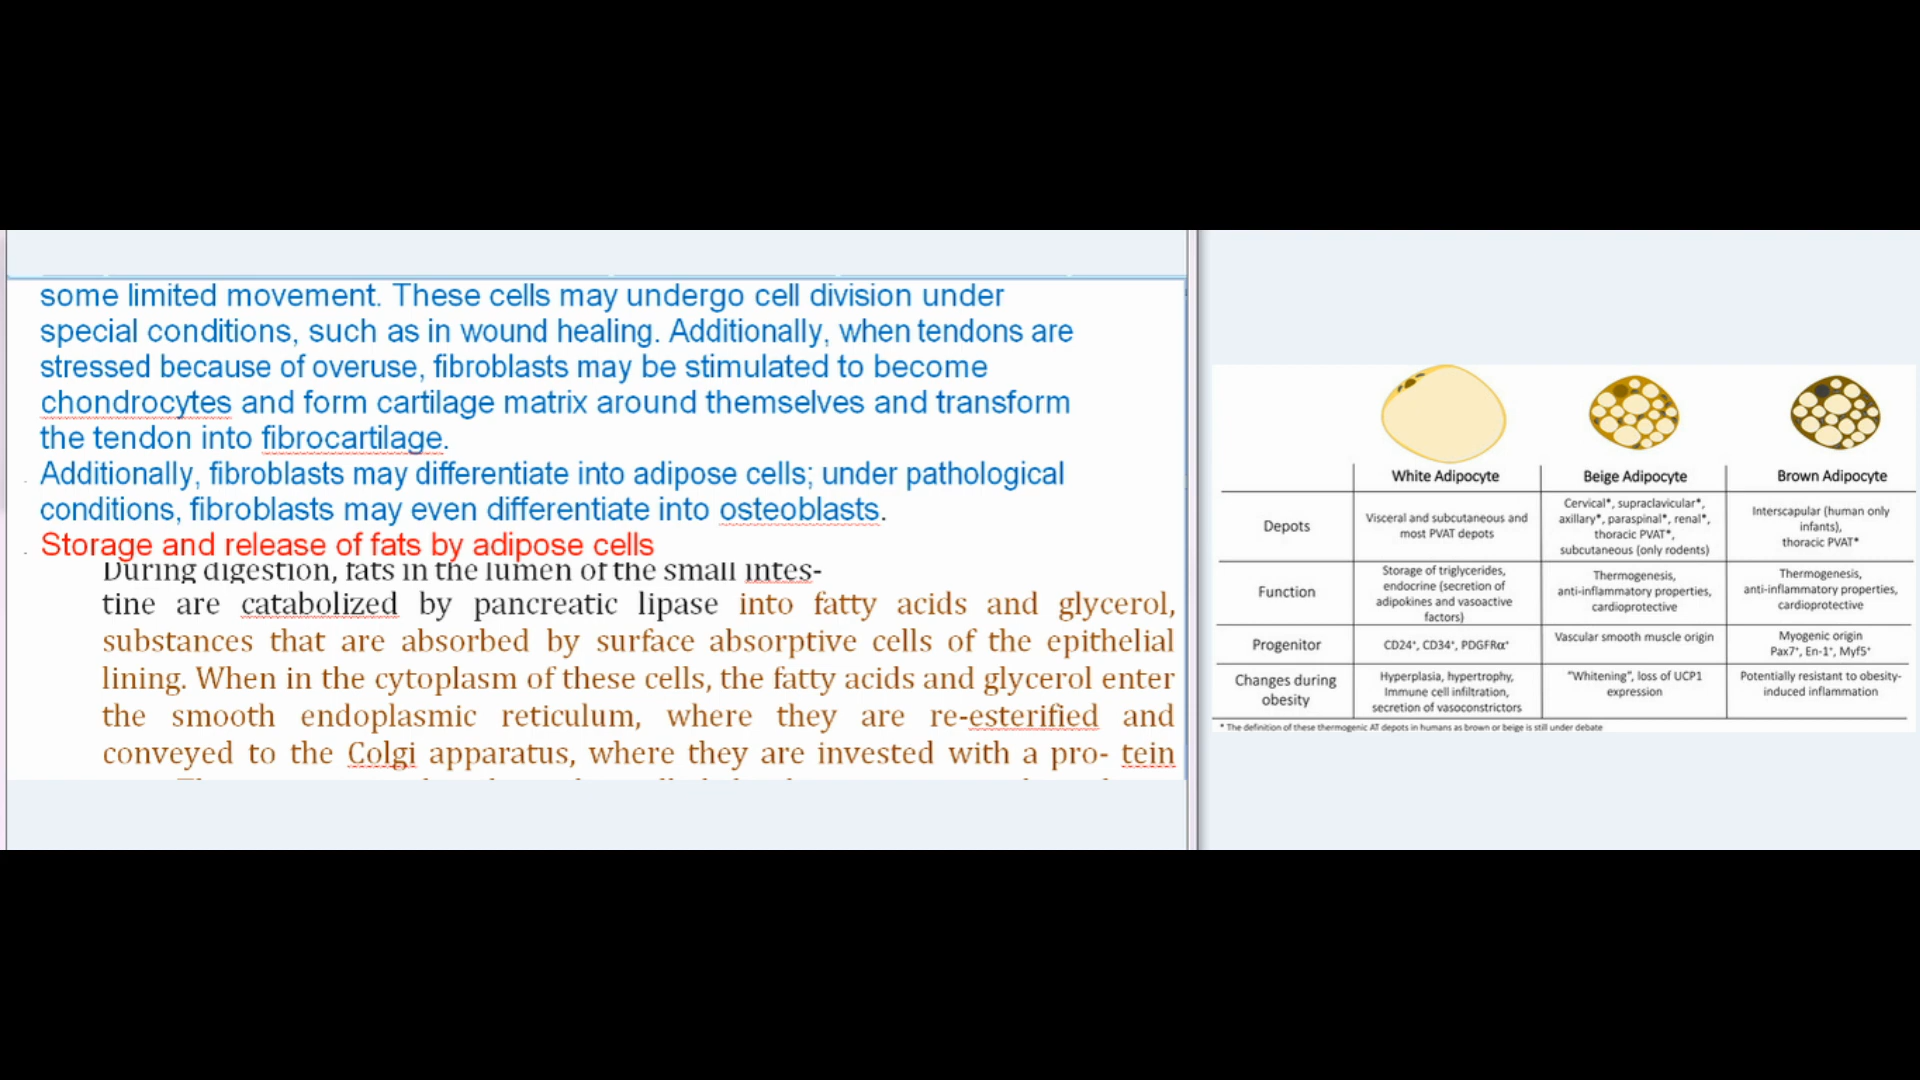 some limited movement. These cells may undergo cell division under
special conditions, such as in wound healing. Additionally, when tendons are
stressed because of overuse, fibroblasts may be stimulated to become
chondrocytes and form cartilage matrix around themselves and transform
the tendon into fibrocartilage.
Additionally, fibroblasts may differentiate into adipose cells; under pathological
conditions, fibroblasts may even differentiate into osteoblasts.
Storage and release of fats by adipose cells
During digestion, fats in the lumen of the small intes-
tine are catabolized by pancreatic lipase into fatty acids and glycerol,
substances that are absorbed by surface absorptive cells of the epithelial
lining. When in the cytoplasm of these cells, the fatty acids and glycerol enter
the smooth endoplasmic reticulum, where they are re-esterified and
conveyed to the Colgi apparatus, where they are invested with a pro- tein
White Adipocyte
Beige Adipocyte
Brown Adipocyte
Depots
Visceral and subcutaneous and
most PVAT depots
Cervical*, supraclavicular*,
axillary*, paraspinal*, renal*,
thoracic PVAT*,
subcutaneous (only rodents)
Interscapular (human only
infants),
thoracic PVAT*
Function
Storage of triglycerides,
endocrine (secretion of
adipokines and vasoactive
factors)
Thermogenesis,
anti-inflammatory properties,
cardioprotective
Thermogenesis,
anti-inflammatory properties,
cardioprotective
Progenitor
CD24⁺, CD34⁺, PDGFRα⁺
Vascular smooth muscle origin
Myogenic origin
Pax7⁺, En-1⁺, Myf5⁺
Changes during
obesity
Hyperplasia, hypertrophy,
Immune cell infiltration,
secretion of vasoconstrictors
"Whitening", loss of UCP1
expression
Potentially resistant to obesity-
induced inflammation
* The definition of these thermogenic AT depots in humans as brown or beige is still under debate